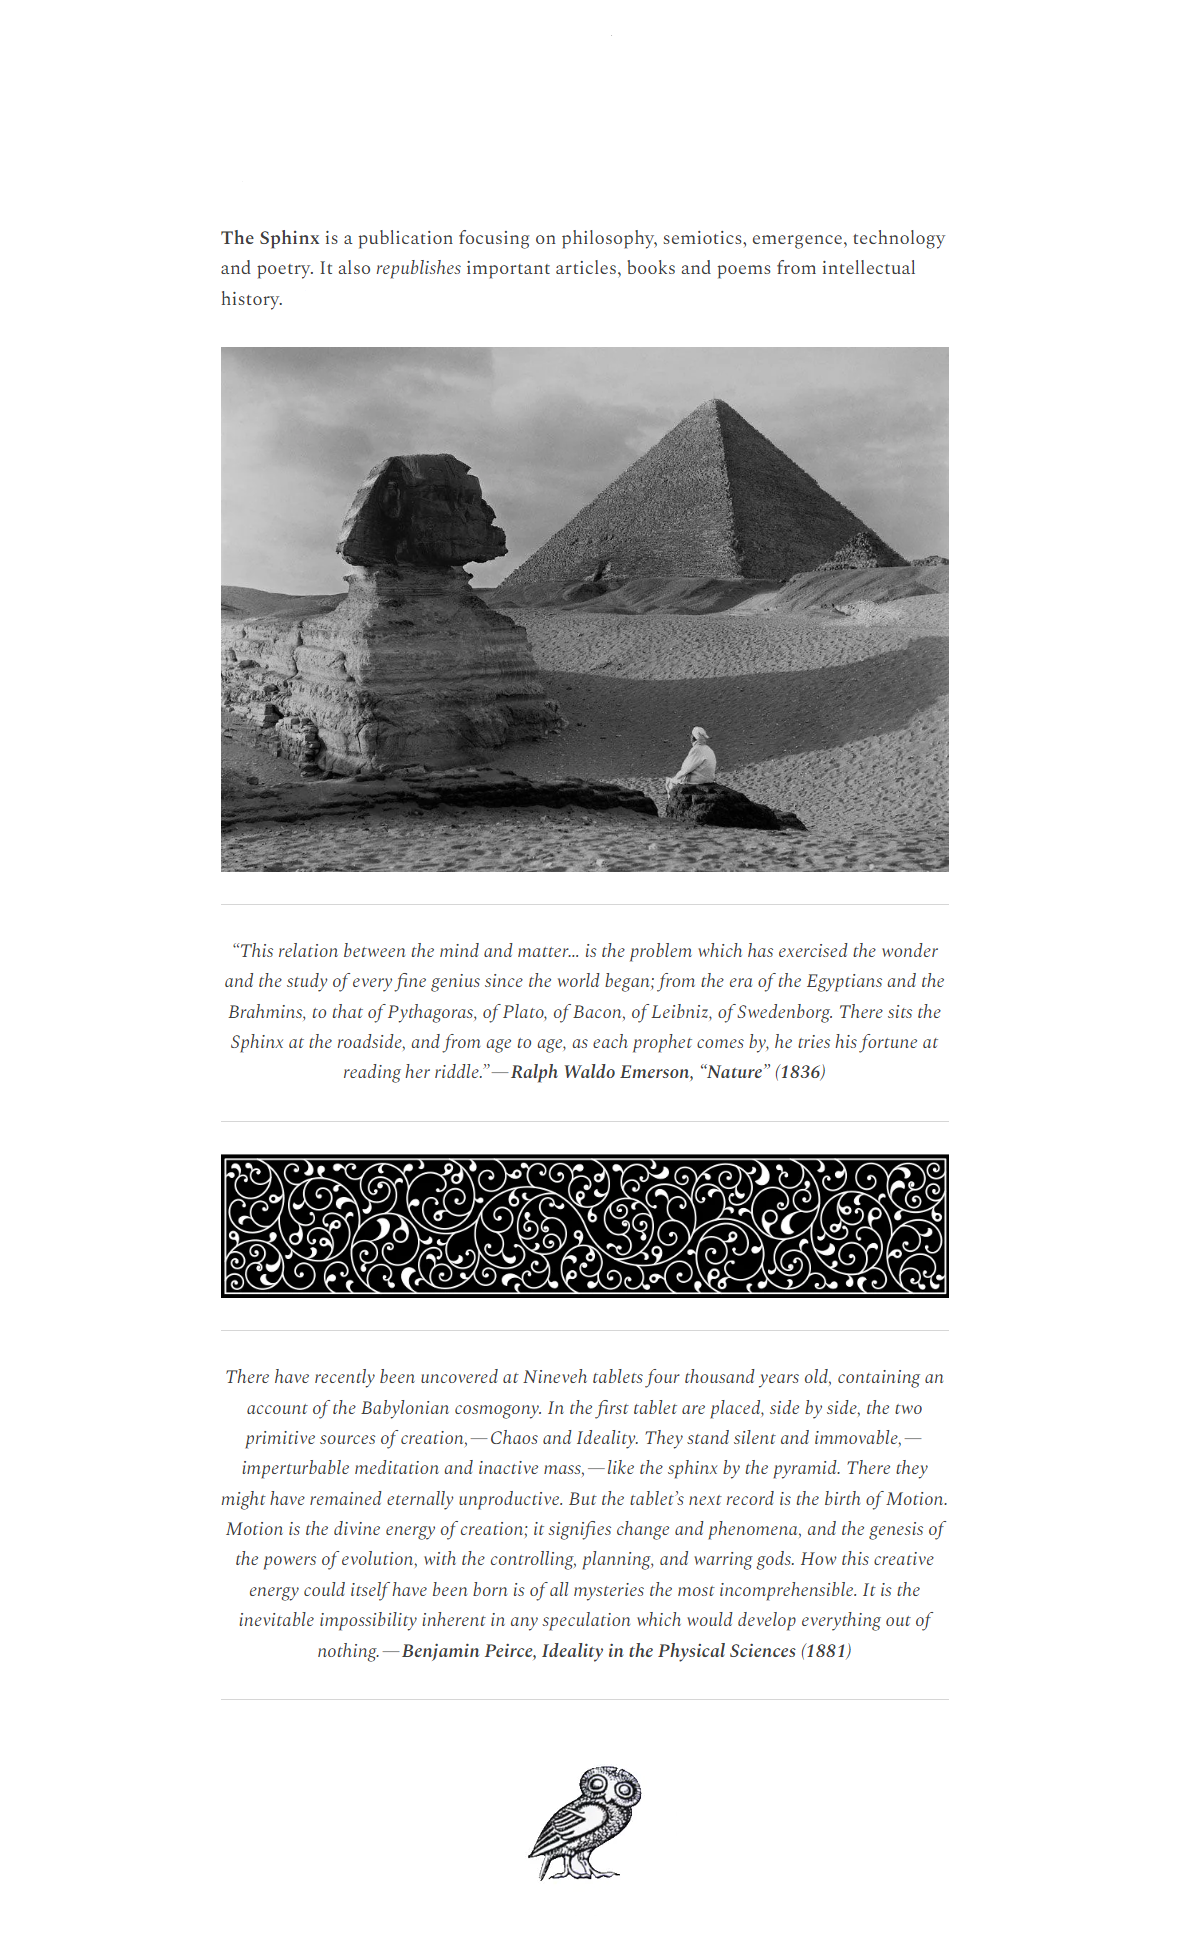 The Sphinx is a publication focusing on philosophy, semiotics, emergence, technology
and poetry. It also republishes important articles, books and poems from intellectual
history.
“This relation between the mind and matter... is the problem which has exercised the wonder
and the study of every fine genius since the world began; from the era of the Egyptians and the
Brahmins, to that of Pythagoras, of Plato, of Bacon, of Leibniz, of Swedenborg. There sits the
Sphinx at the roadside, and from age to age, as each prophet comes by, he tries his fortune at
reading her riddle.”—Ralph Waldo Emerson, “Nature” (1836)
There have recently been uncovered at Nineveh tablets four thousand years old, containing an
account of the Babylonian cosmogony. In the first tablet are placed, side by side, the two
primitive sources of creation,—Chaos and Ideality. They stand silent and immovable,—
imperturbable meditation and inactive mass,—like the sphinx by the pyramid. There they
might have remained eternally unproductive. But the tablet’s next record is the birth of Motion.
Motion is the divine energy of creation; it signifies change and phenomena, and the genesis of
the powers of evolution, with the controlling, planning, and warring gods. How this creative
energy could itself have been born is of all mysteries the most incomprehensible. It is the
inevitable impossibility inherent in any speculation which would develop everything out of
nothing.—Benjamin Peirce, Ideality in the Physical Sciences (1881)